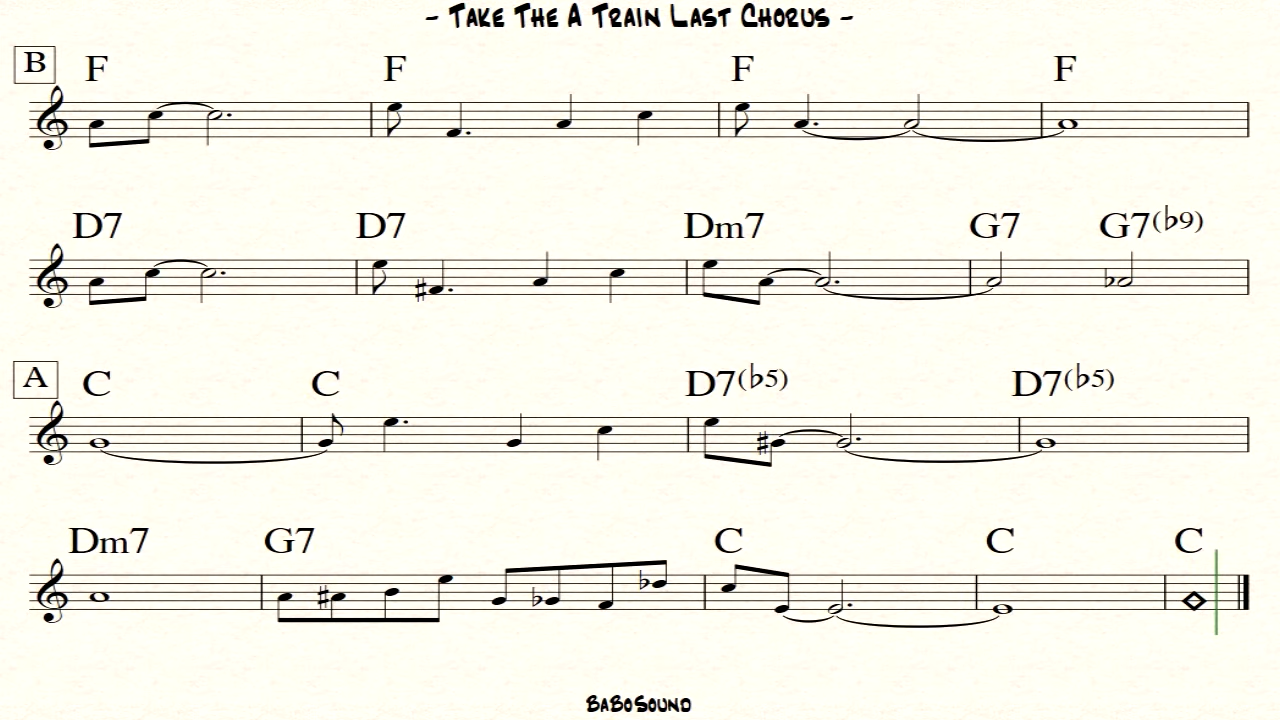 - Take The A Train Last Chorus -
B F F F F
D7 D7 Dm7 G7 G7(♭9)
A C C D7(♭5) D7(♭5)
Dm7 G7 C C C
BaBoSound